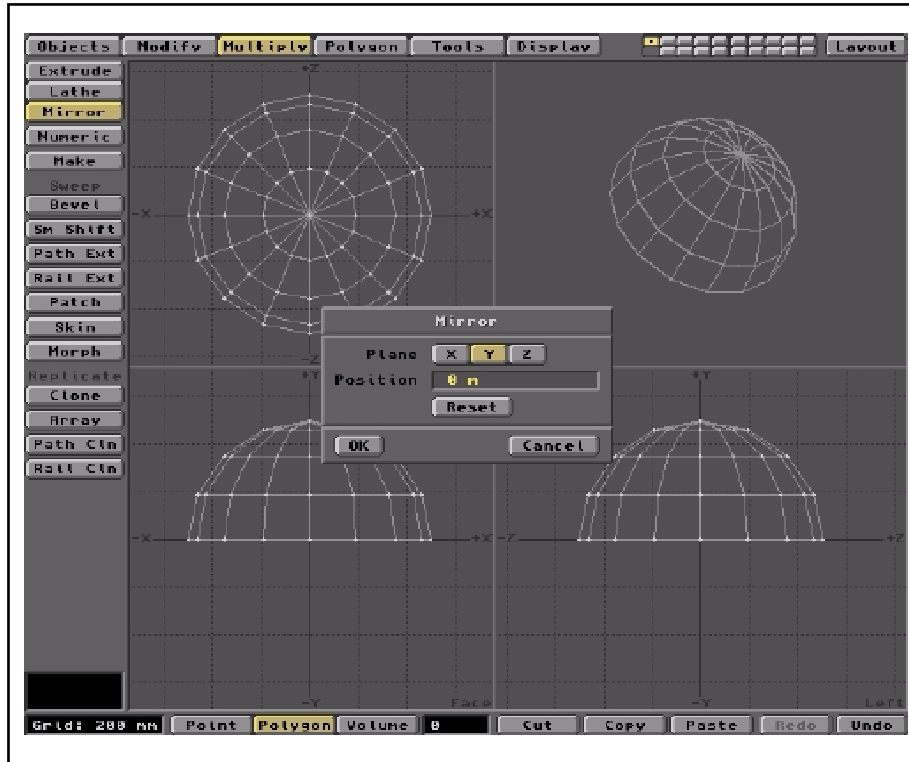 Objects Modify Multiply Polygon Tools Display Layout
Extrude
Lathe
Mirror
Numeric
Make
Sweep
Bevel
Sm Shift
Path Ext
Rail Ext
Patch
Skin
Morph
Replicate
Clone
Array
Path Cln
Rail Cln
+Z
-X +X
-Z
Mirror
Plane X Y Z
Position 0 m
Reset
OK Cancel
+Y +Y
-X +X -Z +Z
-Y Face -Y Left
Grid: 200 mm Point Polygon Volume 0 Cut Copy Paste Redo Undo